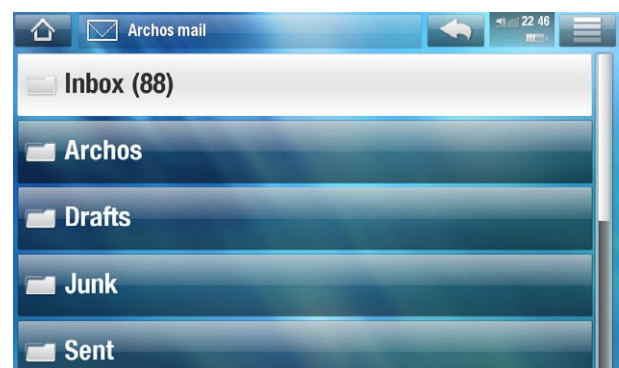 Archos mail
22 46
Inbox (88)
Archos
Drafts
Junk
Sent